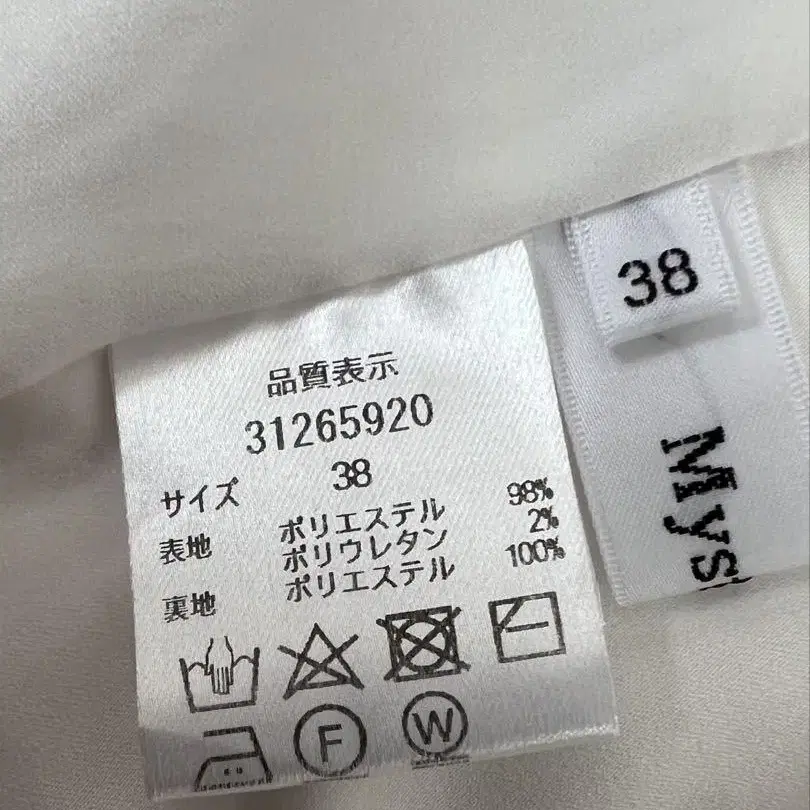 38
品質表示
31265920
サイズ 38
表地 ポリエステル 98%
ポリウレタン 2%
裏地 ポリエステル 100%
F
W
Mys